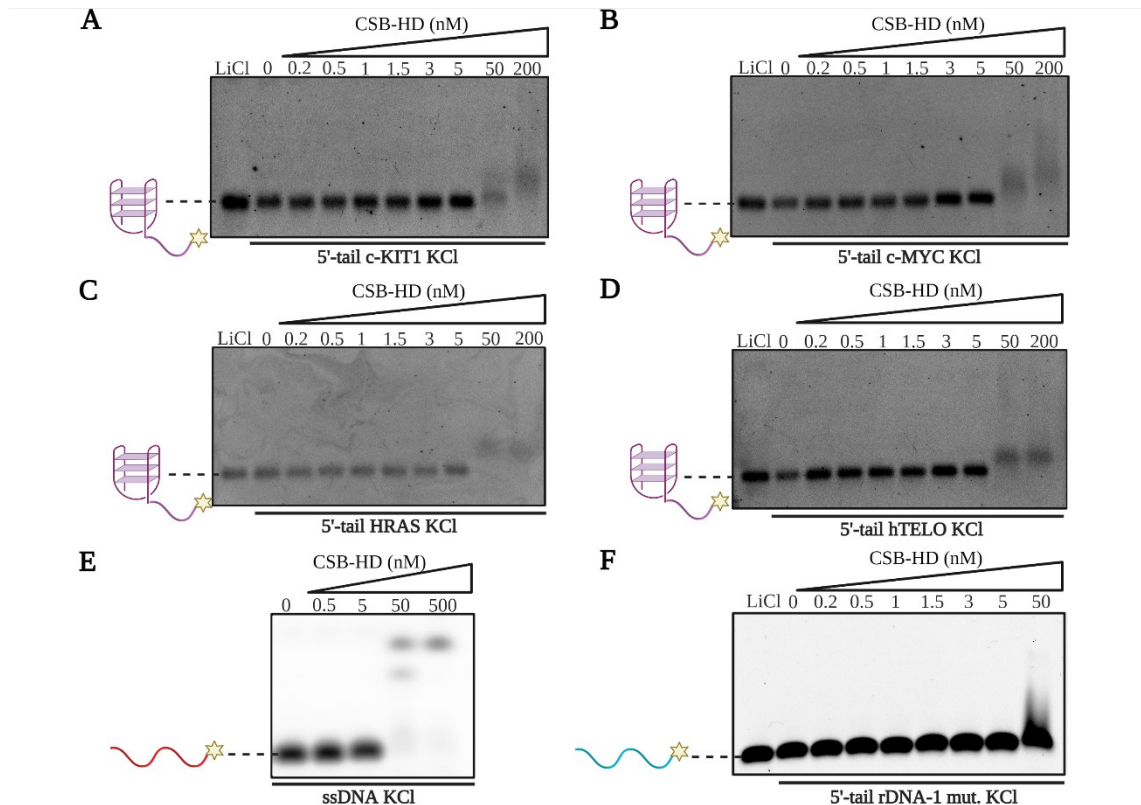 A
CSB-HD (nM)
LiCl 0 0.2 0.5 1 1.5 3 5 50 200
5'-tail c-KIT1 KCl
B
CSB-HD (nM)
LiCl 0 0.2 0.5 1 1.5 3 5 50 200
5'-tail c-MYC KCl
C
CSB-HD (nM)
LiCl 0 0.2 0.5 1 1.5 3 5 50 200
5'-tail HRAS KCl
D
CSB-HD (nM)
LiCl 0 0.2 0.5 1 1.5 3 5 50 200
5'-tail hTELO KCl
E
CSB-HD (nM)
0 0.5 5 50 500
ssDNA KCl
F
CSB-HD (nM)
LiCl 0 0.2 0.5 1 1.5 3 5 50
5'-tail rDNA-1 mut. KCl